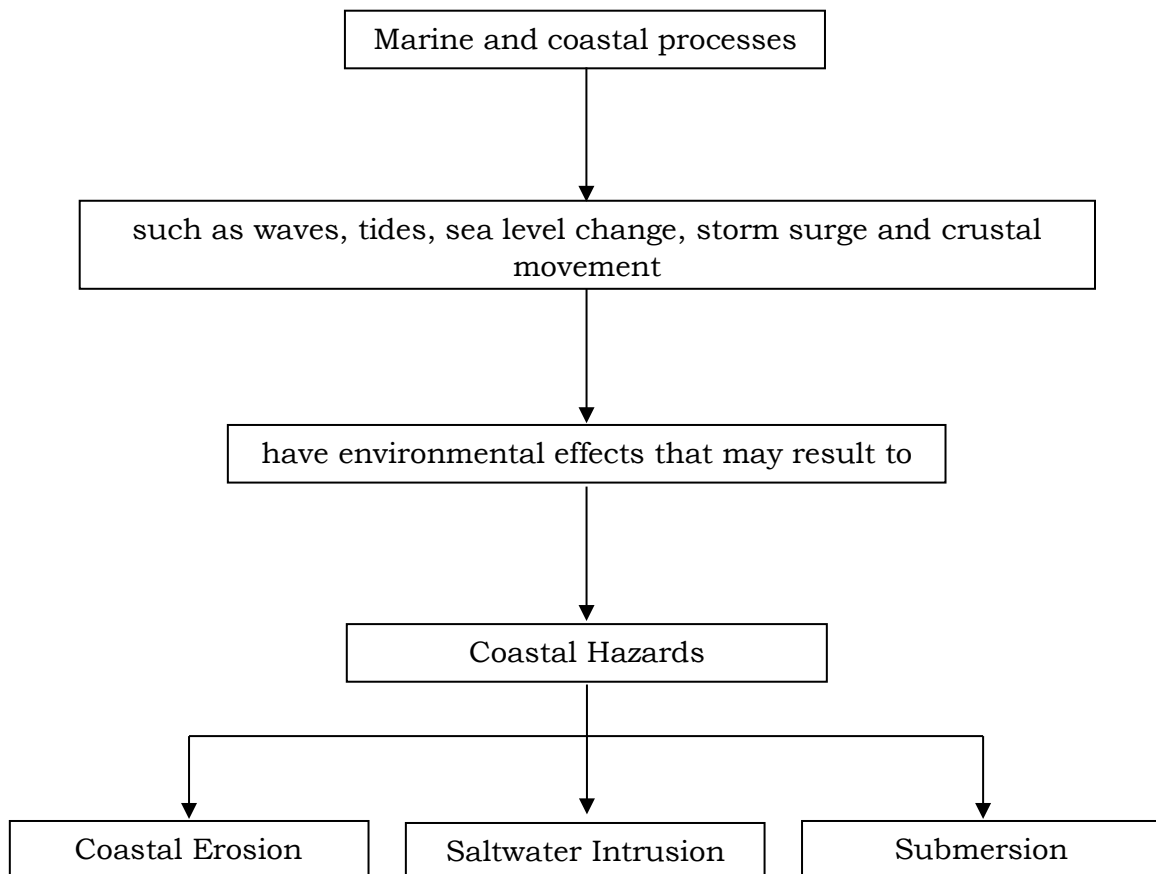 Marine and coastal processes
such as waves, tides, sea level change, storm surge and crustal
movement
have environmental effects that may result to
Coastal Hazards
Coastal Erosion
Saltwater Intrusion
Submersion